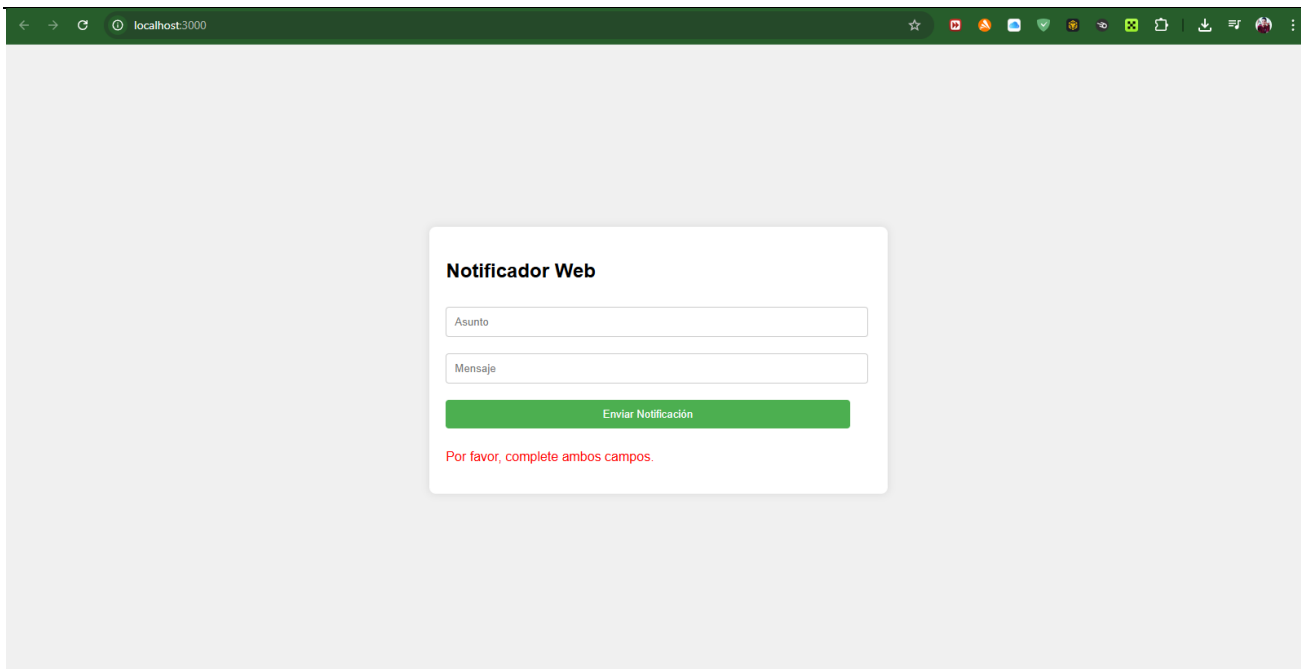 localhost:3000
Notificador Web
Asunto
Mensaje
Enviar Notificación
Por favor, complete ambos campos.